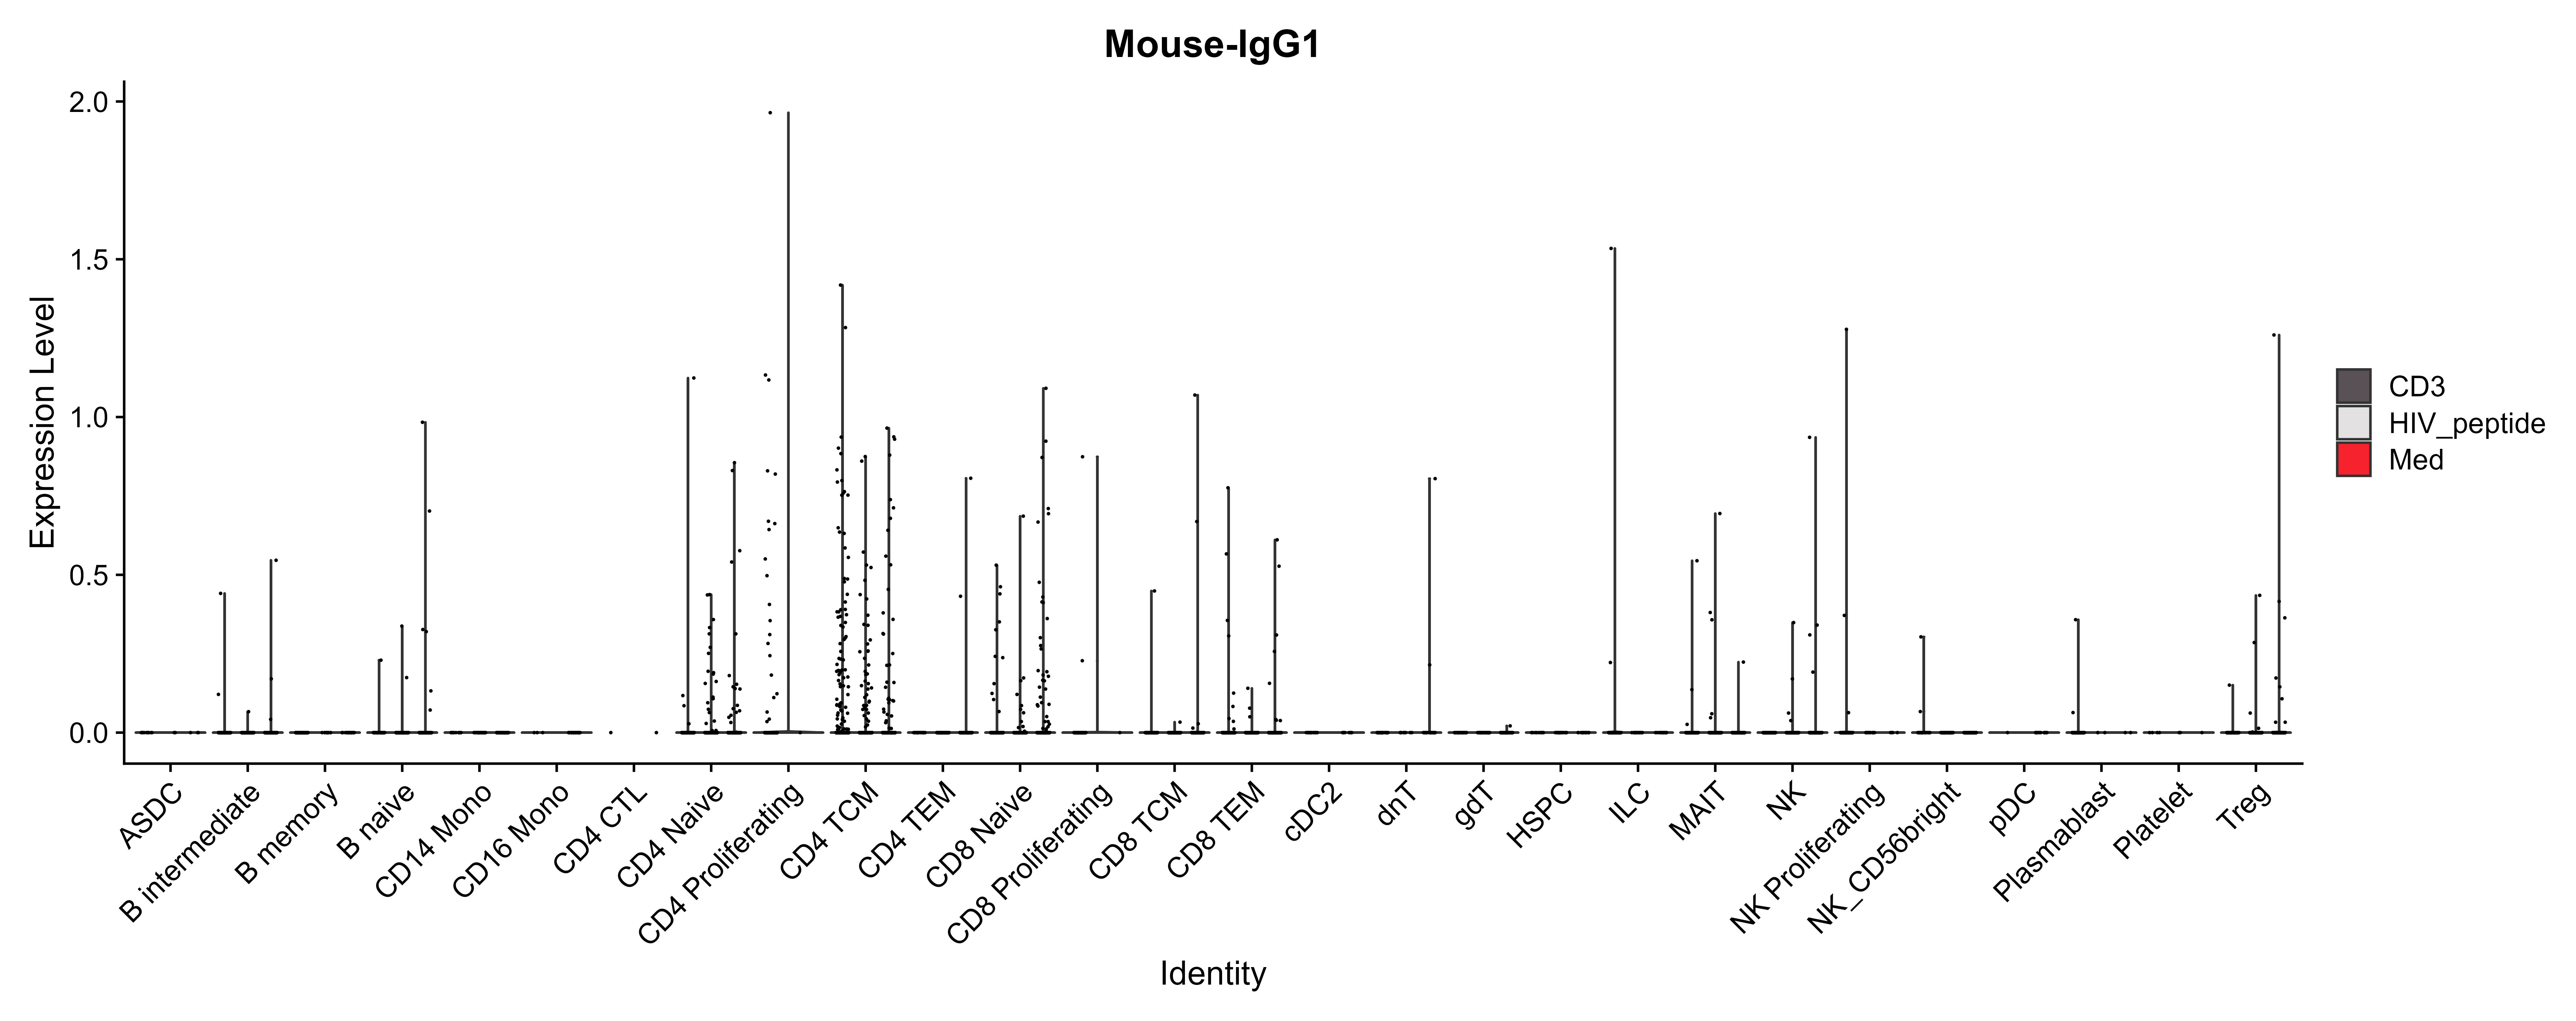 Mouse-IgG1
Expression Level
2.0
1.5
1.0
0.5
0.0
ASDC
B intermediate
B memory
B naive
CD14 Mono
CD16 Mono
CD4 CTL
CD4 Naive
CD4 Proliferating
CD4 TCM
CD4 TEM
CD8 Naive
CD8 Proliferating
CD8 TCM
CD8 TEM
cDC2
dnT
gdT
HSPC
ILC
MAIT
NK
NK Proliferating
NK_CD56bright
pDC
Plasmablast
Platelet
Treg
Identity
CD3
HIV_peptide
Med